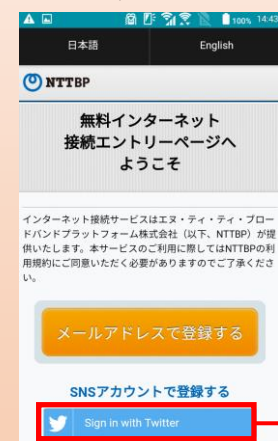 100% 14:43
日本語 English
NTTBP
無料インターネット
接続エントリーページへ
ようこそ
インターネット接続サービスはエヌ・ティ・ティ・ブロー
ドバンドプラットフォーム株式会社（以下、NTTBP）が提
供いたします。本サービスのご利用に際してはNTTBPの利
用規約にご同意いただく必要がありますのでご了承くださ
い。
メールアドレスで登録する
SNSアカウントで登録する
Sign in with Twitter